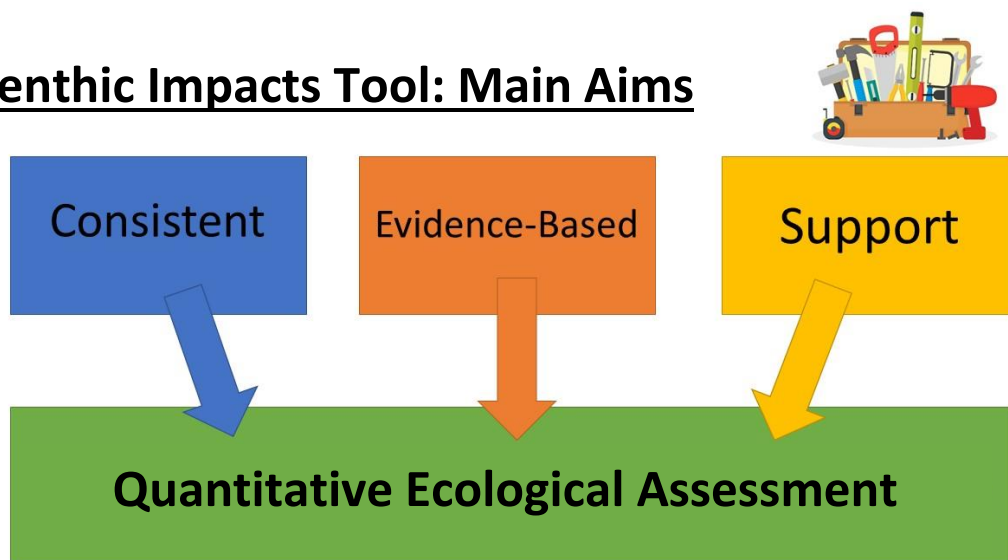 enthic Impacts Tool: Main Aims
Consistent
Evidence-Based
Support
Quantitative Ecological Assessment